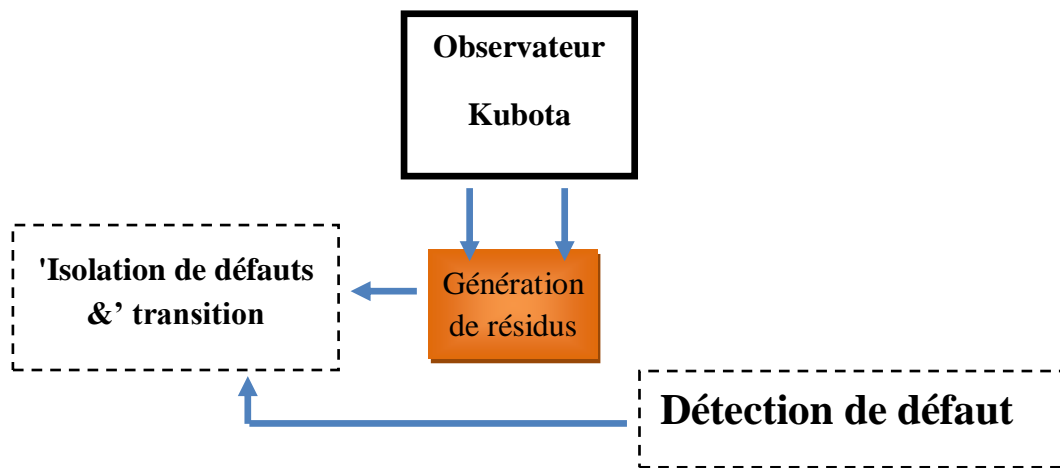 Observateur
Kubota
'Isolation de défauts
&’ transition
Génération
de résidus
Détection de défaut